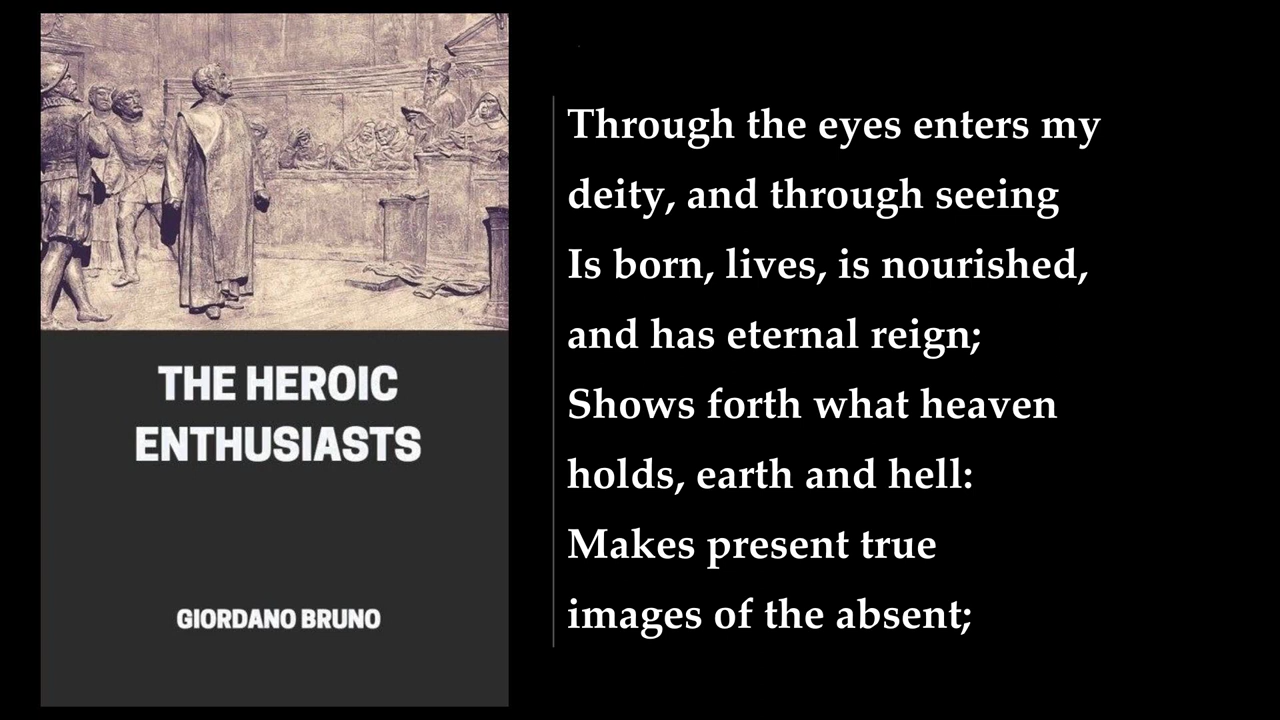 THE HEROIC
ENTHUSIASTS
GIORDANO BRUNO
Through the eyes enters my
deity, and through seeing
Is born, lives, is nourished,
and has eternal reign;
Shows forth what heaven
holds, earth and hell:
Makes present true
images of the absent;